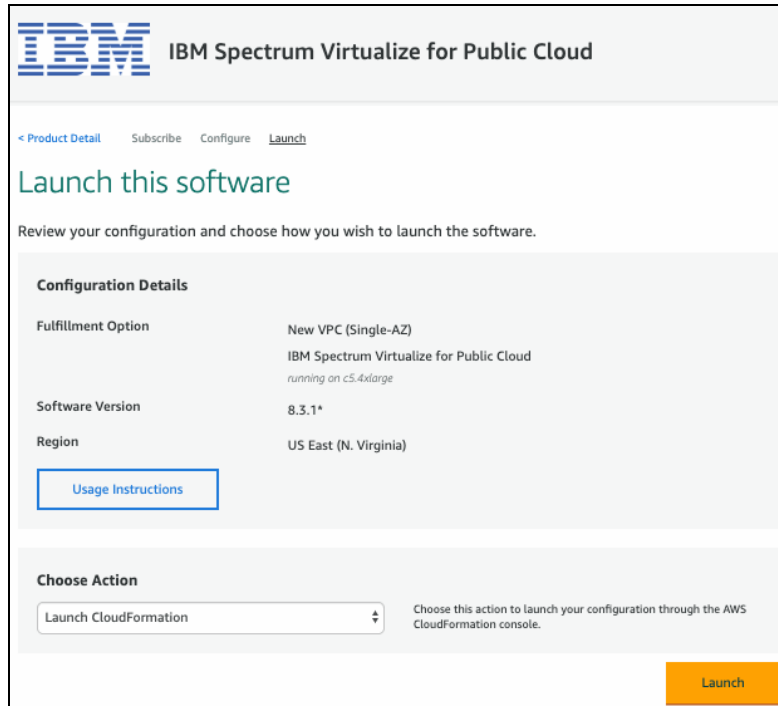 IBM
IBM Spectrum Virtualize for Public Cloud
< Product Detail Subscribe Configure Launch
Launch this software
Review your configuration and choose how you wish to launch the software.
Configuration Details
Fulfillment Option New VPC (Single-AZ)
IBM Spectrum Virtualize for Public Cloud
running on c5.4xlarge
Software Version 8.3.1*
Region US East (N. Virginia)
Usage Instructions
Choose Action
Launch CloudFormation
Choose this action to launch your configuration through the AWS
CloudFormation console.
Launch